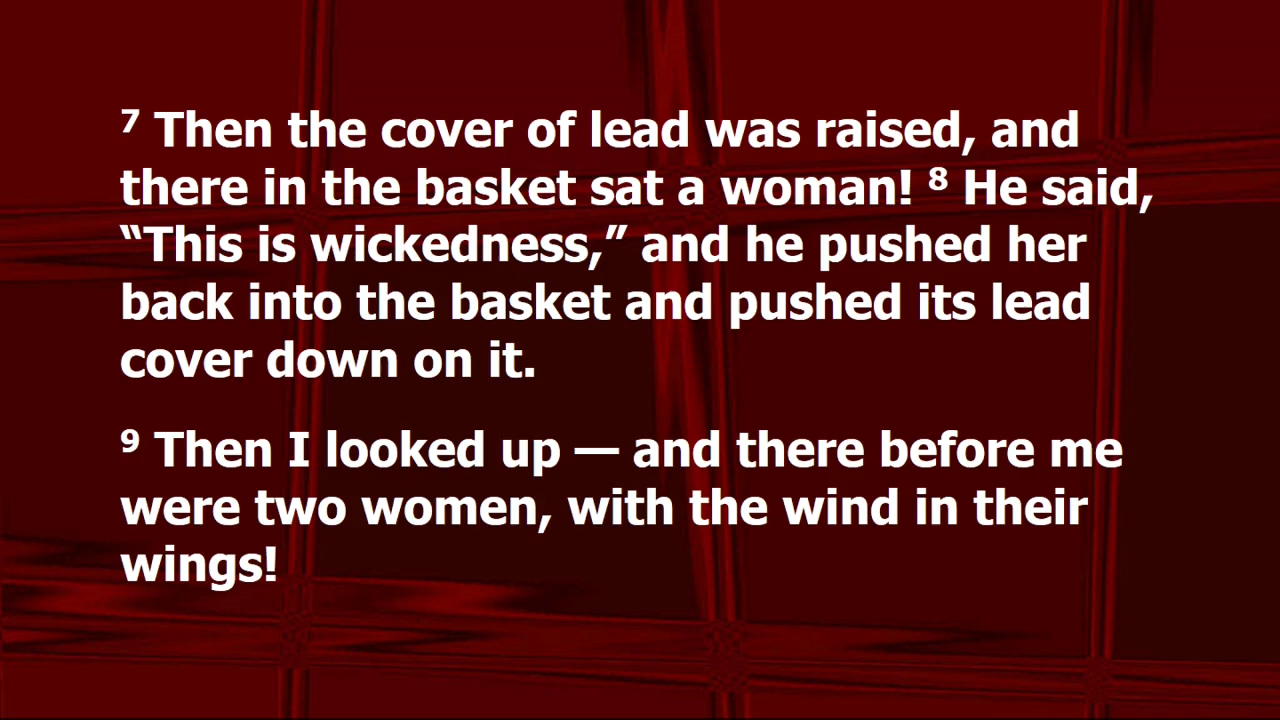 ⁷ Then the cover of lead was raised, and
there in the basket sat a woman! ⁸ He said,
“This is wickedness,” and he pushed her
back into the basket and pushed its lead
cover down on it.
⁹ Then I looked up — and there before me
were two women, with the wind in their
wings!